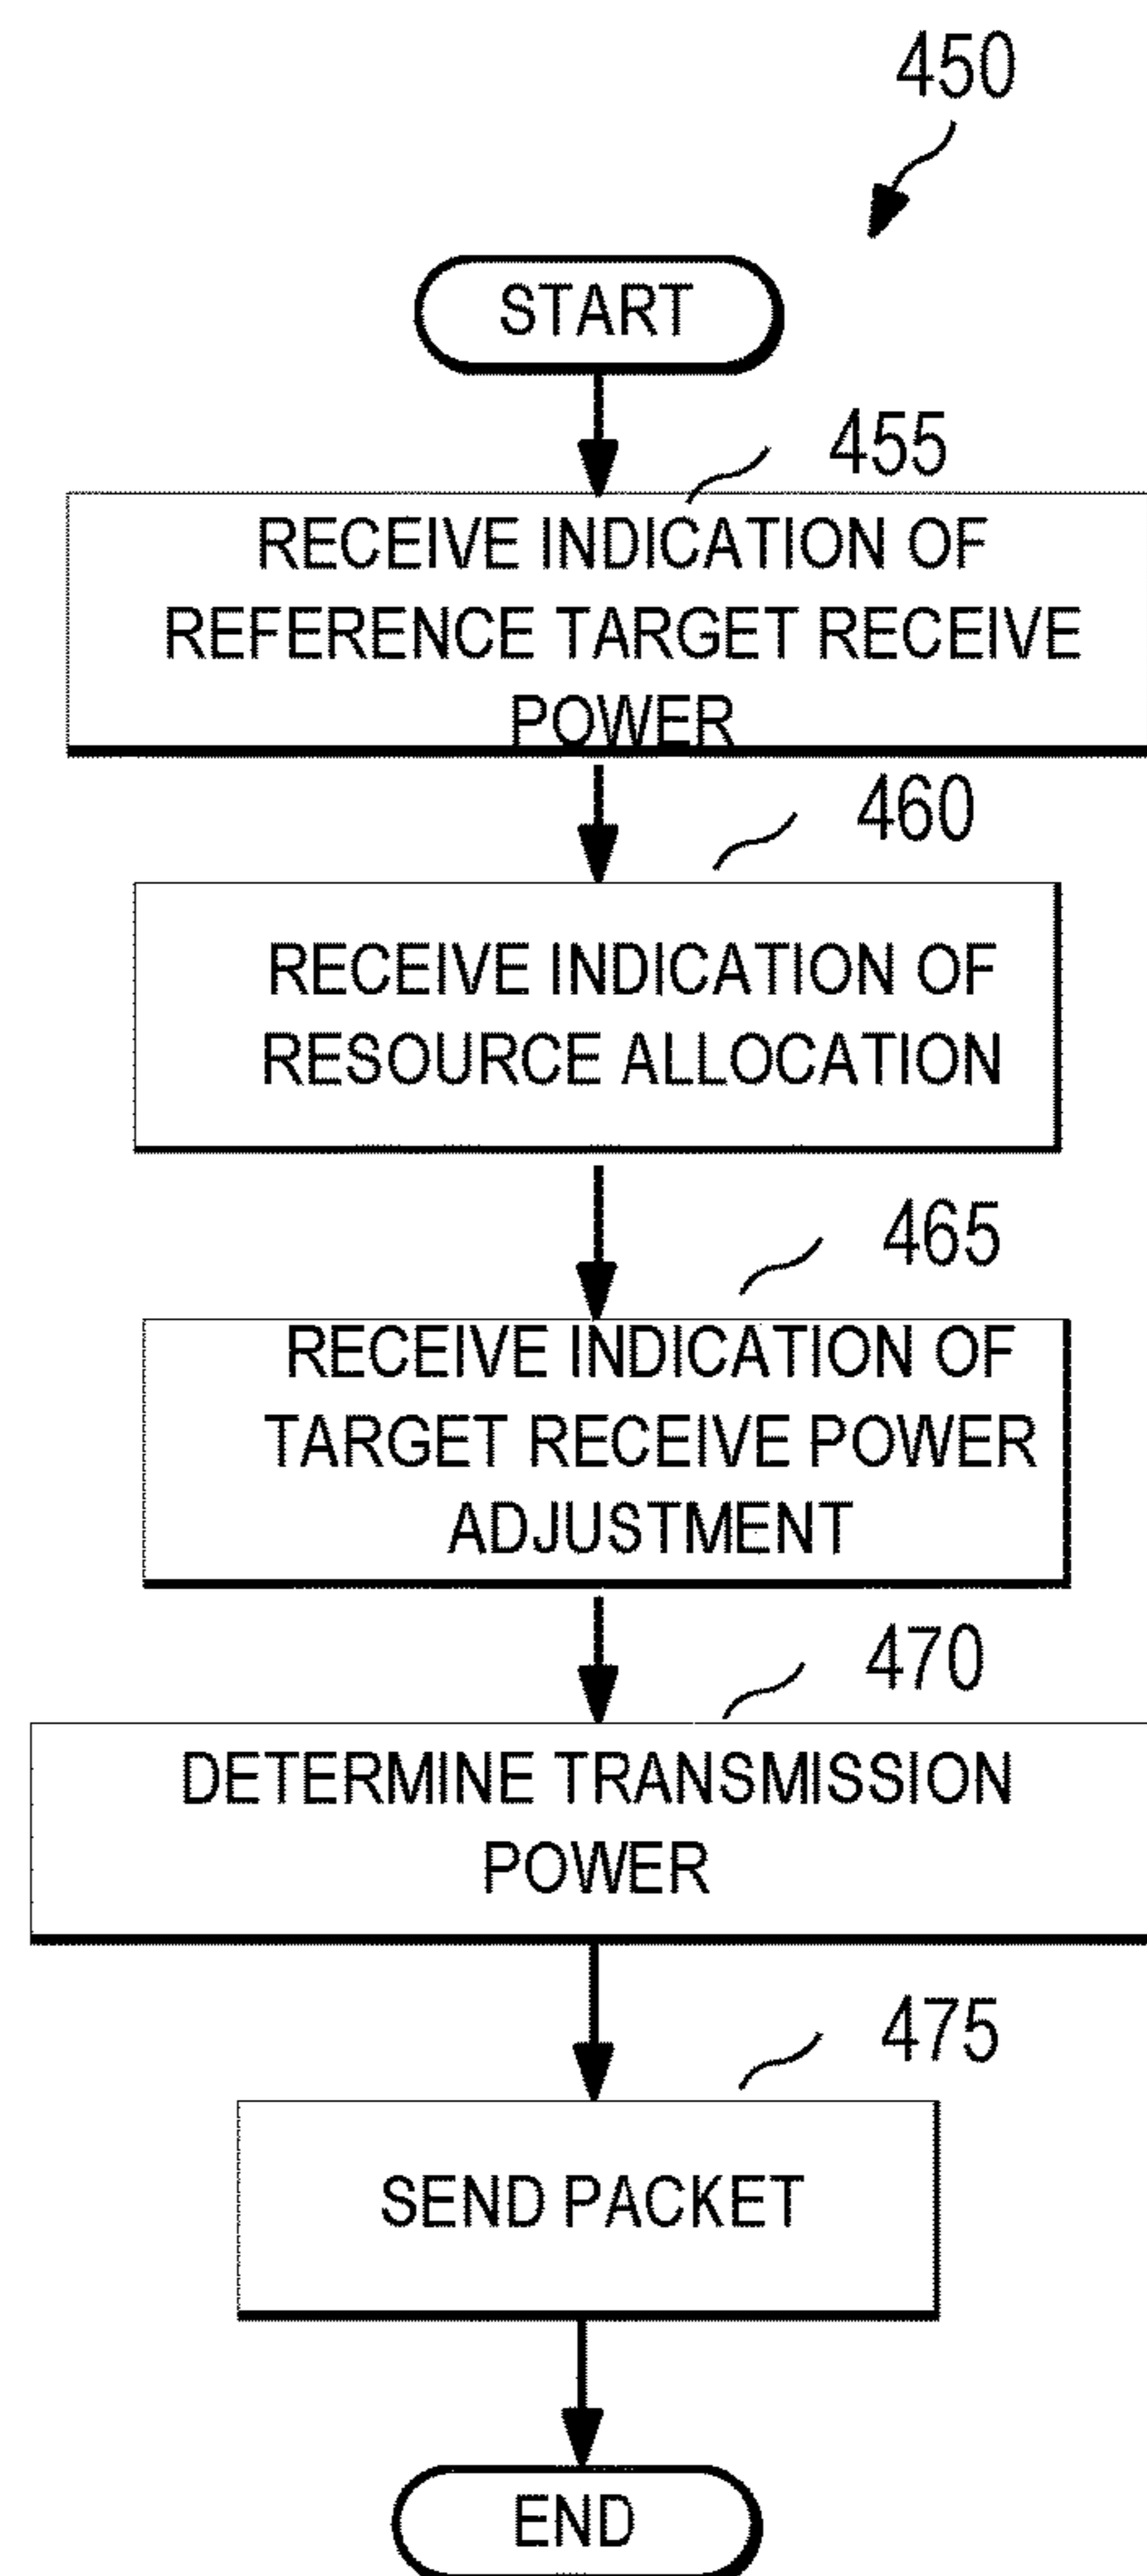 450
START
455
RECEIVE INDICATION OF
REFERENCE TARGET RECEIVE
POWER
460
RECEIVE INDICATION OF
RESOURCE ALLOCATION
465
RECEIVE INDICATION OF
TARGET RECEIVE POWER
ADJUSTMENT
470
DETERMINE TRANSMISSION
POWER
475
SEND PACKET
END